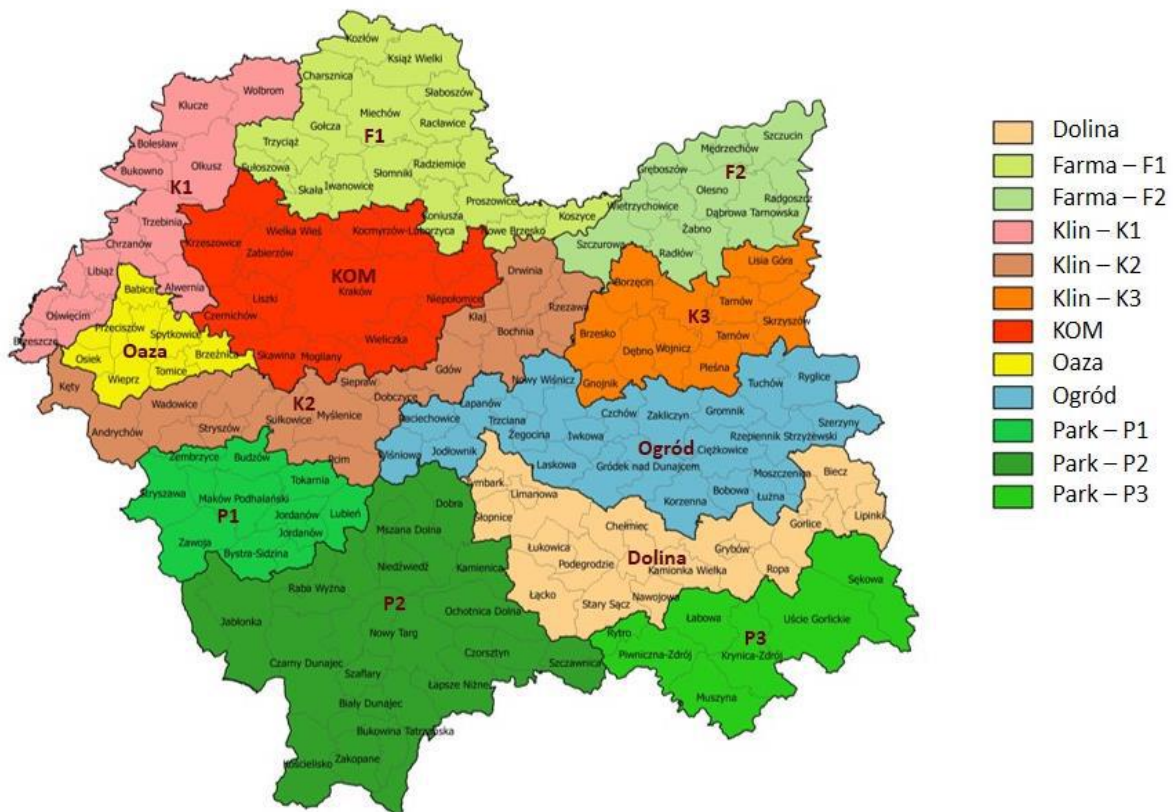 Kozłów
Książ Wielki
Charsznica
Słaboszów
Wolbrom
Klucze
Miechów
Racławice
Gołcza
F1
Szczucin
Mędrzechów
Bolesław
Trzyciąż
Radziemice
Gręboszów
F2
Bukowno
Olkusz
Sułoszowa
Słomniki
Olesno
K1
Skała
Iwanowice
Proszowice
Wietrzychowice
Radgoszcz
Dąbrowa Tarnowska
Koniusza
Koszyce
Trzebinia
Wielka Wieś
Kocmyrzów-Luborzyca
Nowe Brzesko
Żabno
Chrzanów
Krzeszowice
Zabierzów
Szczurowa
Radłów
Lisia Góra
Libiąż
KOM
Drwinia
Babice
Alwernia
Kraków
Borzęcin
Oświęcim
Liszki
Niepołomice
Rzezawa
Tarnów
Czernichów
Kłaj
K3
Skrzyszów
Przeciszów
Spytkowice
Bochnia
Brzesko
Tarnów
Brzeszcze
Oaza
Brzeźnica
Wieliczka
Wojnicz
Osiek
Skawina
Mogilany
Dębno
Tomice
Gdów
Pleśna
Kęty
Wieprz
Siepraw
Nowy Wiśnicz
Gnojnik
Tuchów
Ryglice
K2
Dobczyce
Wadowice
Sułkowice
Myślenice
Raciechowice
Łapanów
Czchów
Zakliczyn
Gromnik
Andrychów
Stryszów
Trzciana
Szerzyny
Żegocina
Iwkowa
Rzepiennik Strzyżewski
Ogród
Ciężkowice
Zembrzyce
Budzów
Pcim
Wiśniowa
Jodłownik
Laskowa
Gródek nad Dunajcem
Moszczenica
Biecz
Stryszawa
Tokarnia
Tymbark
Limanowa
Bobowa
Łużna
Maków Podhalański
Dobra
Korzenna
P1
Jordanów
Lubień
Słopnice
Chełmiec
Gorlice
Lipinki
Jordanów
Mszana Dolna
Zawoja
Bystra-Sidzina
Łukowica
Dolina
Grybów
Niedźwiedź
Kamienica
Podegrodzie
Kamionka Wielka
Ropa
Raba Wyżna
Sękowa
P2
Łącko
Nawojowa
Jabłonka
Ochotnica Dolna
Stary Sącz
Łabowa
Uście Gorlickie
Nowy Targ
Rytro
P3
Czarny Dunajec
Czorsztyn
Szczawnica
Piwniczna-Zdrój
Krynica-Zdrój
Szaflary
Łapsze Niżne
Muszyna
Biały Dunajec
Bukowina Tatrzańska
Kościelisko
Zakopane
Dolina
Farma – F1
Farma – F2
Klin – K1
Klin – K2
Klin – K3
KOM
Oaza
Ogród
Park – P1
Park – P2
Park – P3